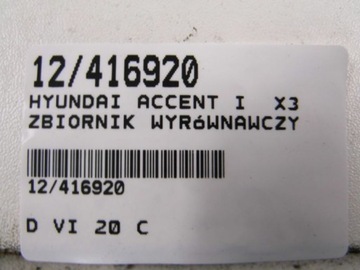 12/416920
HYUNDAI ACCENT I X3
ZBIORNIK WYRóWNAWCZY
12/416920
D VI 20 C